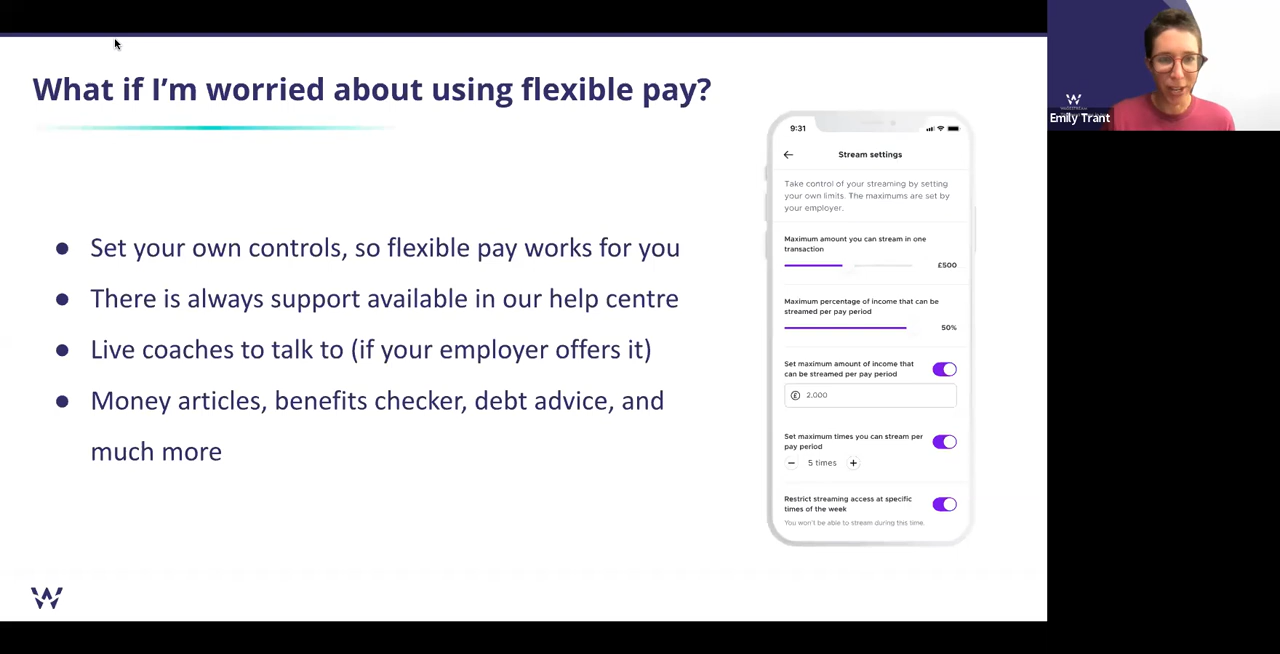 What if I'm worried about using flexible pay?
● Set your own controls, so flexible pay works for you
● There is always support available in our help centre
● Live coaches to talk to (if your employer offers it)
● Money articles, benefits checker, debt advice, and
much more
9:31
Stream settings
Take control of your streaming by setting
your own limits. The maximums are set by
your employer.
Maximum amount you can stream in one
transaction
£500
Maximum percentage of income that can be
streamed per pay period
50%
Set maximum amount of income that
can be streamed per pay period
£ 2,000
Set maximum times you can stream per
pay period
− 5 times +
Restrict streaming access at specific
times of the week
You won't be able to stream during this time.
Emily Trant